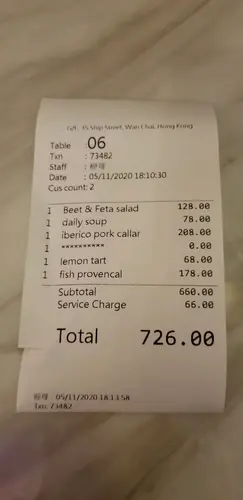 G/F, 35 Ship Street, Wan Chai, Hong Kong
Table : 06
Txn : 73482
Staff :
Date : 05/11/2020 18:10:30
Cus count: 2
1 Beet & Feta salad 128.00
1 daily soup 78.00
1 iberico pork callar 208.00
1 ********** 0.00
1 lemon tart 68.00
1 fish provencal 178.00
Subtotal 660.00
Service Charge 66.00
Total 726.00
: 05/11/2020 18:13:58
Txn: 73482